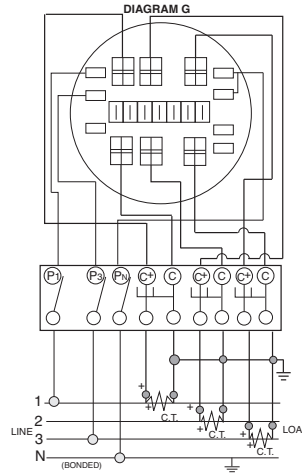 DIAGRAM G
P1 P3 PN C+ C C+ C C+ C
+
1
+ C.T.
2
+
LINE + C.T. LOA
3
+ C.T.
N
(BONDED)